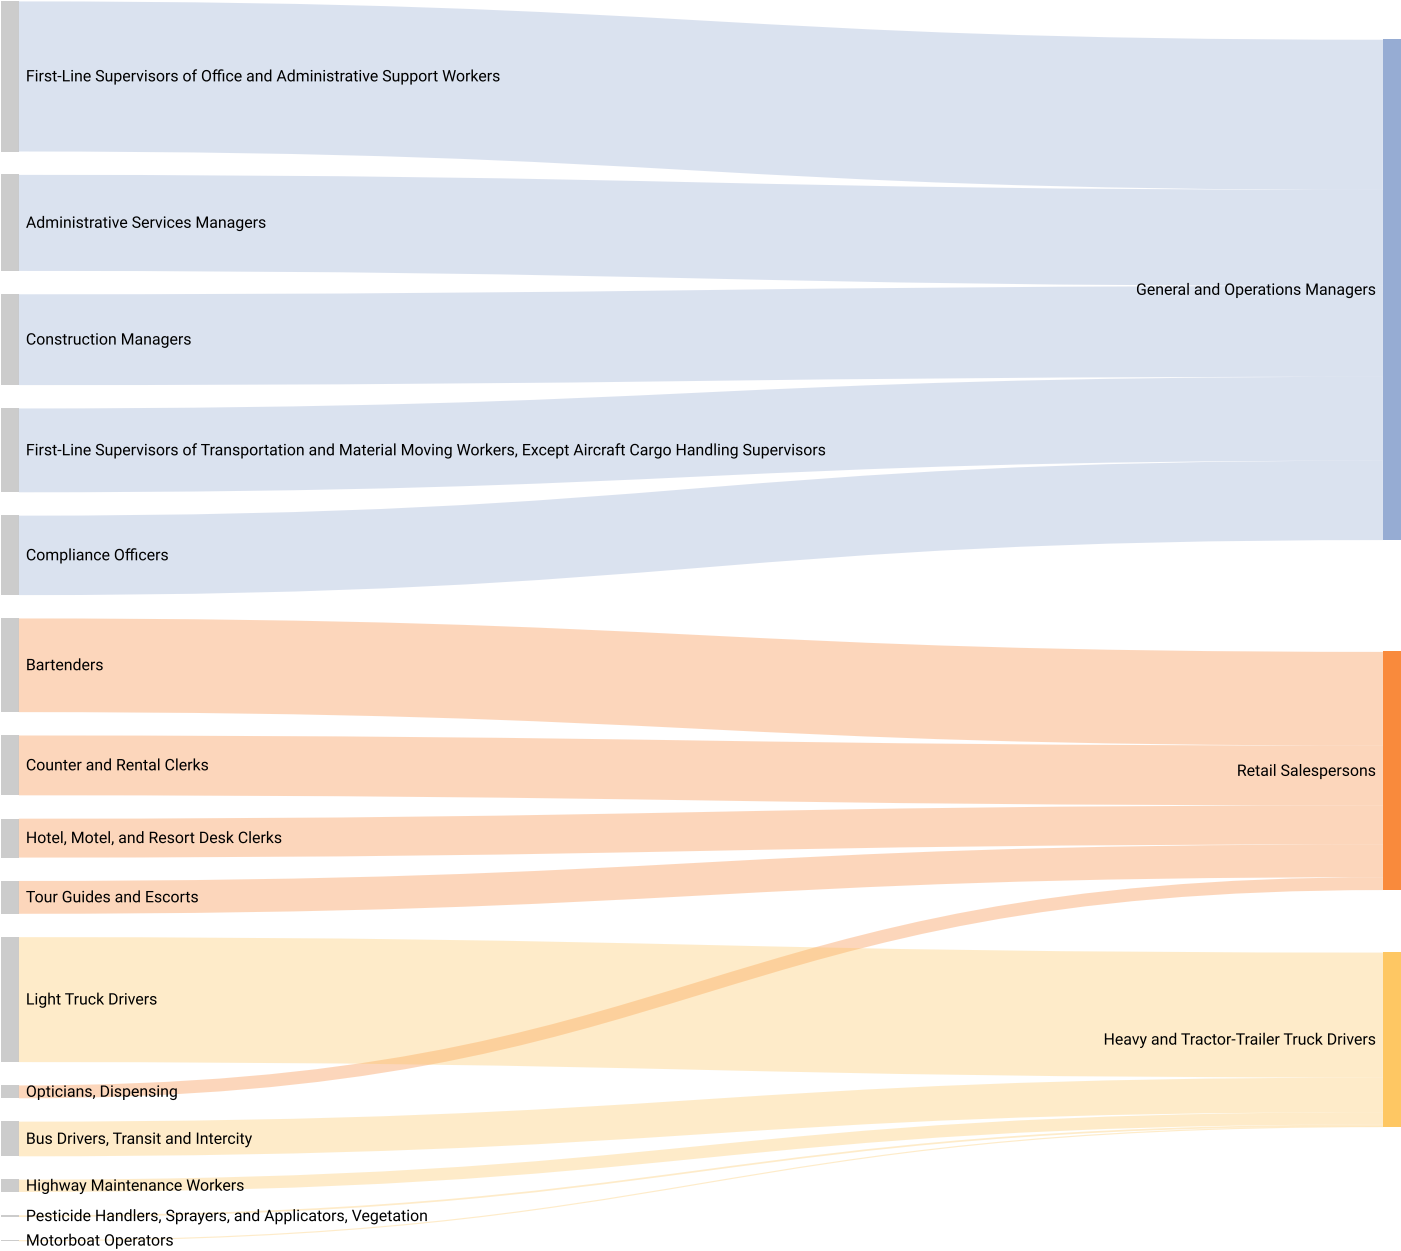 First-Line Supervisors of Office and Administrative Support Workers
Administrative Services Managers
General and Operations Managers
Construction Managers
First-Line Supervisors of Transportation and Material Moving Workers, Except Aircraft Cargo Handling Supervisors
Compliance Officers
Bartenders
Counter and Rental Clerks
Retail Salespersons
Hotel, Motel, and Resort Desk Clerks
Tour Guides and Escorts
Light Truck Drivers
Heavy and Tractor-Trailer Truck Drivers
Opticians, Dispensing
Bus Drivers, Transit and Intercity
Highway Maintenance Workers
Pesticide Handlers, Sprayers, and Applicators, Vegetation
Motorboat Operators